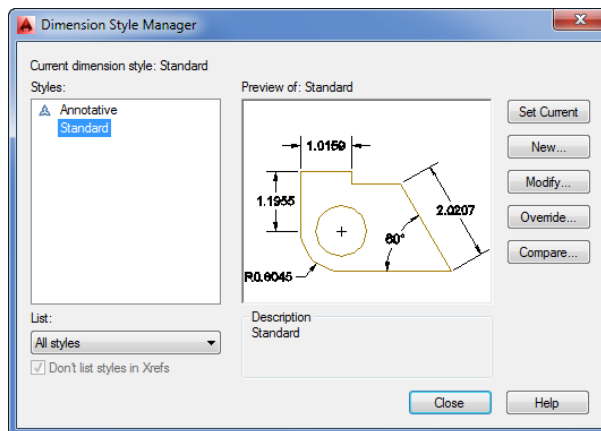 Dimension Style Manager
Current dimension style: Standard
Styles:
Annotative
Standard
Preview of: Standard
1.0159
1.1955
2.0207
60°
R0.6045
Set Current
New...
Modify...
Override...
Compare...
List:
All styles
Don't list styles in Xrefs
Description
Standard
Close
Help